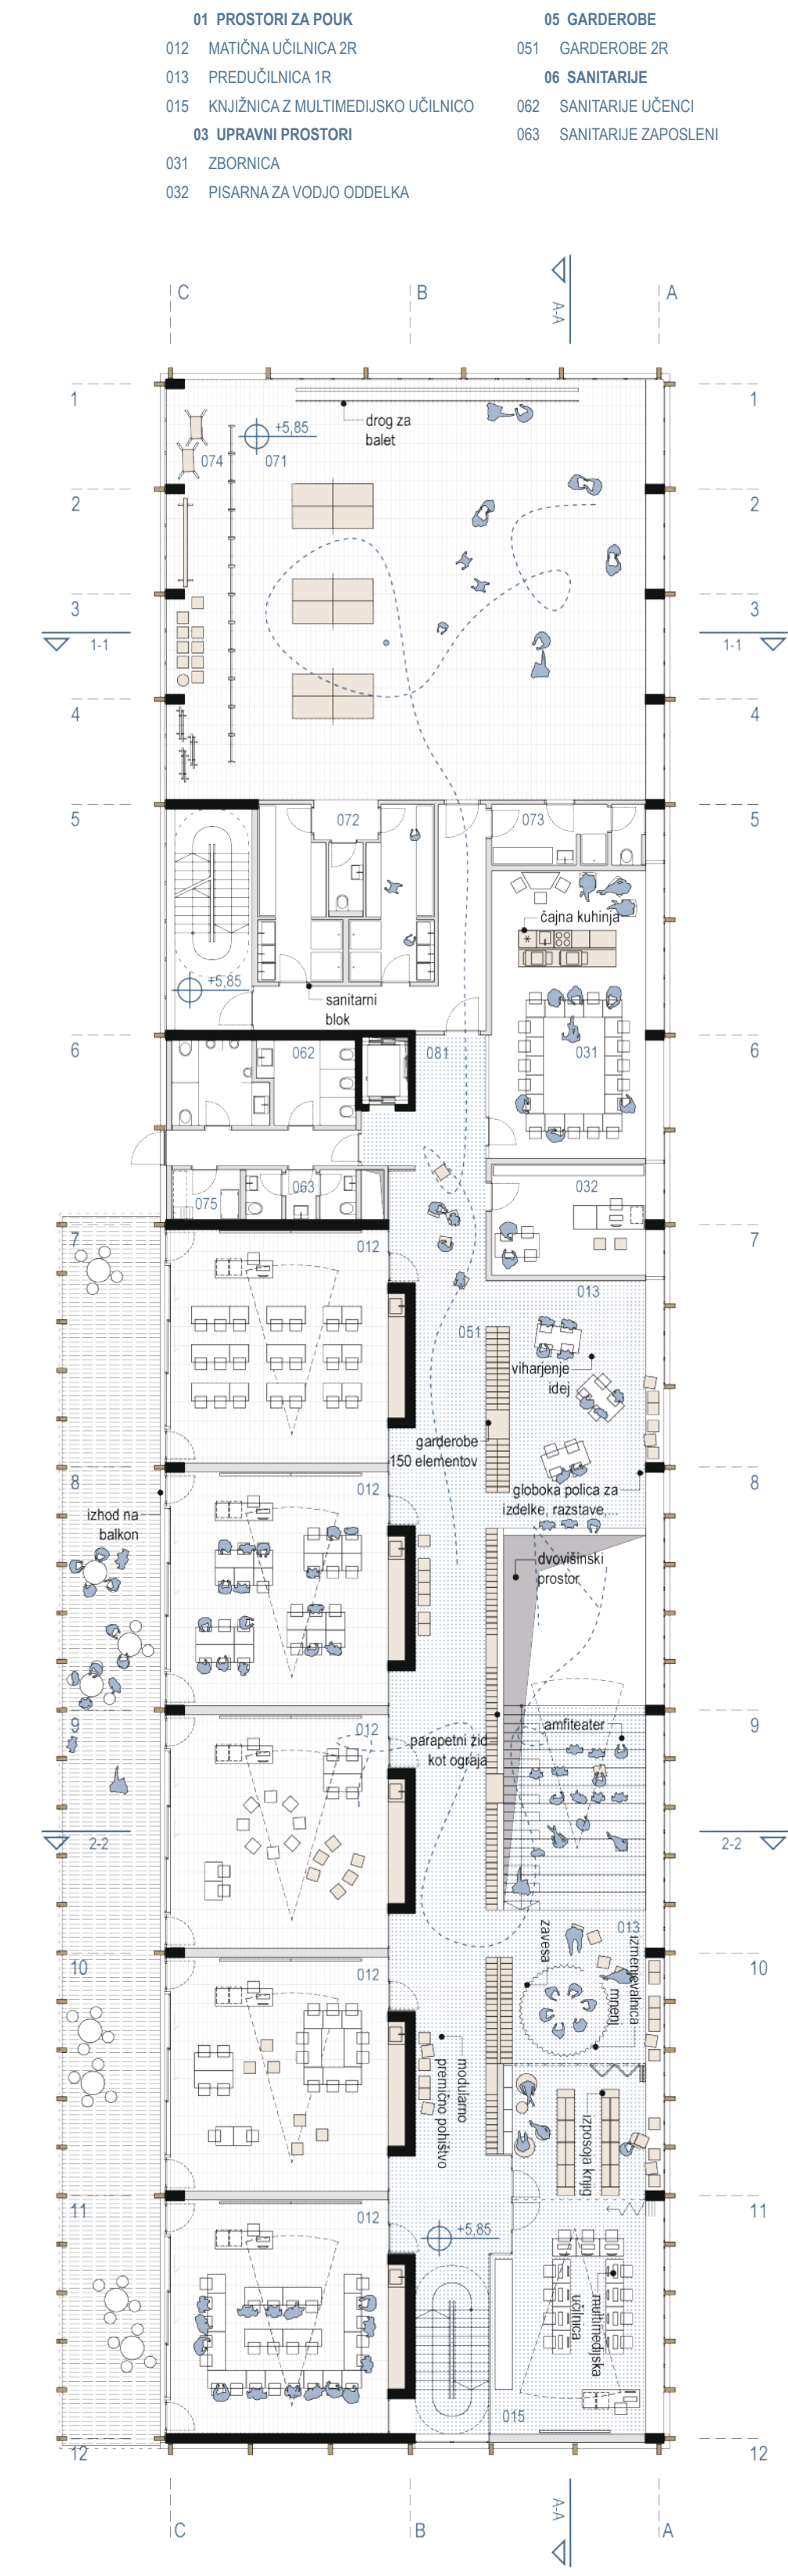 01 PROSTORI ZA POUK
012 MATIČNA UČILNICA 2R
013 PREDUČILNICA 1R
015 KNJIŽNICA Z MULTIMEDIJSKO UČILNICO
03 UPRAVNI PROSTORI
031 ZBORNICA
032 PISARNA ZA VODJO ODDELKA
05 GARDEROBE
051 GARDEROBE 2R
06 SANITARIJE
062 SANITARIJE UČENCI
063 SANITARIJE ZAPOSLENI
C B A
A-A
1 1
drog za
balet
+5,85
074 071
2 2
3 3
1-1 1-1
4 4
5 5
072 073
čajna kuhinja
+5,85
sanitarni
blok
6 6
062 081 031
075 063 032
7 7
012 013
051
viharjenje
idej
garderobe
150 elementov
8 8
012
globoka polica za
izdelke, razstave,...
izhod na
balkon
dvovišinski
prostor
9 9
012
amfiteater
parapetni zid
kot ograja
2-2 2-2
013
zavesa
izmenjevalnica
mnenj
10 10
012
modularno
premično pohištvo
izposoja knjig
11 11
012
+5,85
multimedijska
učilnica
015
12 12
A-A
C B A